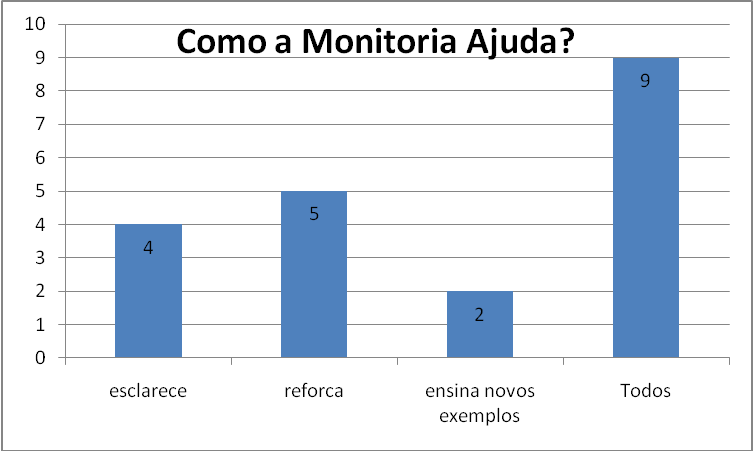 Como a Monitoria Ajuda?
10
9
8
7
6
5
4
3
2
1
0
4
5
2
9
esclarece
reforca
ensina novos
exemplos
Todos